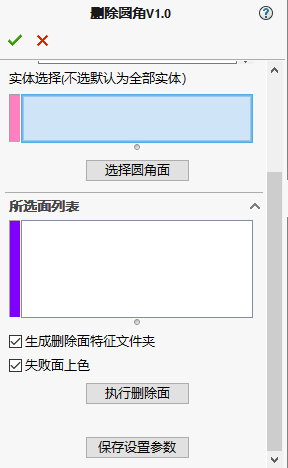 删除圆角V1.0
实体选择(不选默认为全部实体)
选择圆角面
所选面列表
生成删除面特征文件夹
失败面上色
执行删除面
保存设置参数